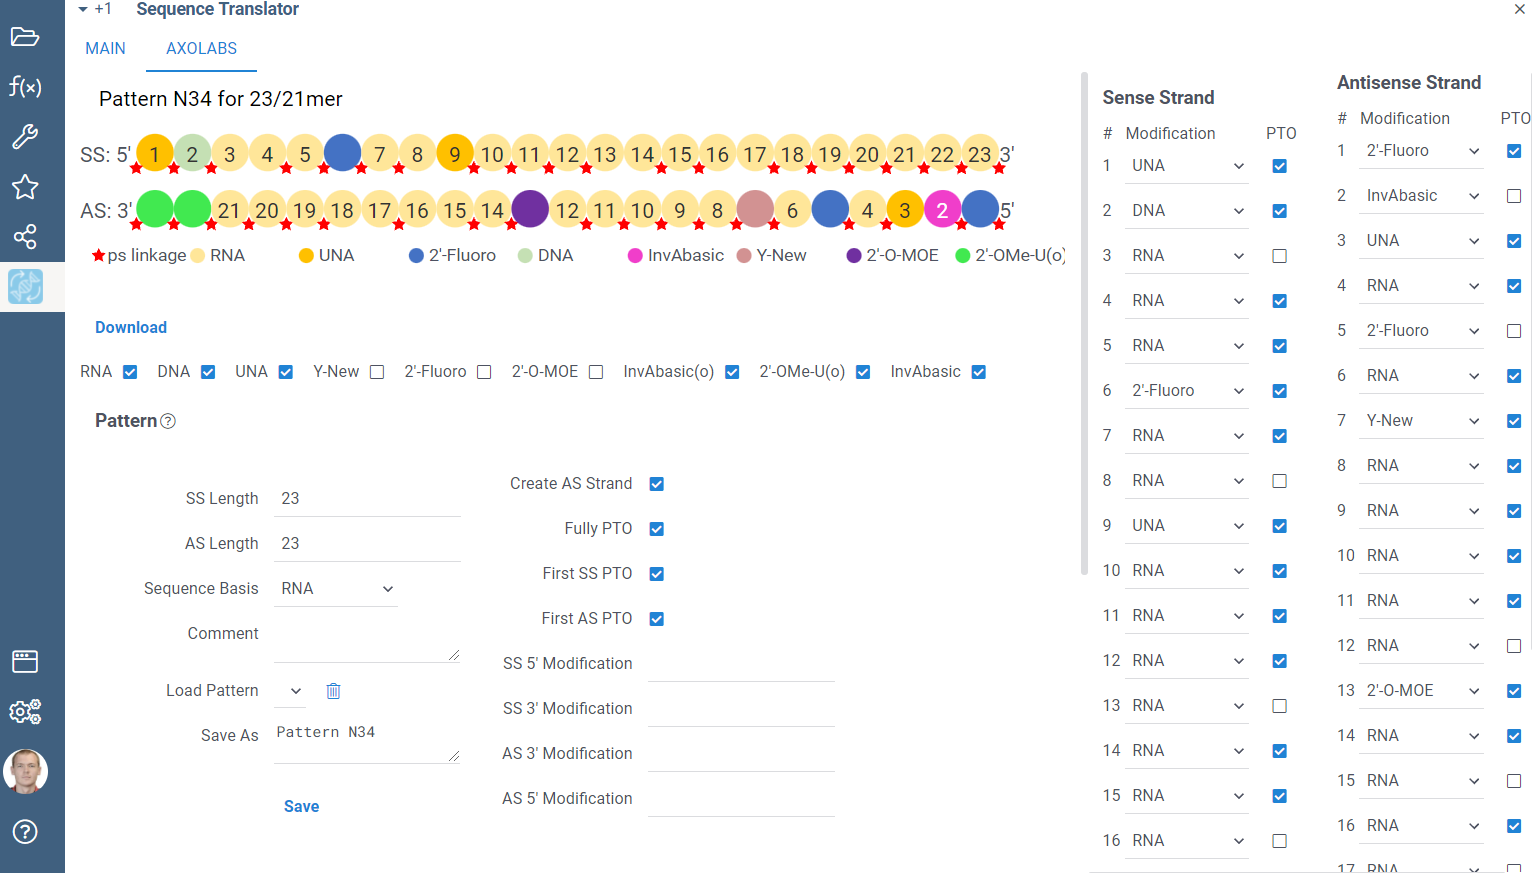 +1 Sequence Translator
MAIN AXOLABS
Pattern N34 for 23/21mer
SS: 5' 1 2 3 4 5 7 8 9 10 11 12 13 14 15 16 17 18 19 20 21 22 23 3'
AS: 3' 21 20 19 18 17 16 15 14 12 11 10 9 8 6 4 3 2 5'
ps linkage RNA UNA 2'-Fluoro DNA InvAbasic Y-New 2'-O-MOE 2'-OMe-U(o)
Download
RNA DNA UNA Y-New 2'-Fluoro 2'-O-MOE InvAbasic(o) 2'-OMe-U(o) InvAbasic
Pattern ?
SS Length 23
AS Length 23
Sequence Basis RNA
Comment
Load Pattern
Save As Pattern N34
Save
Create AS Strand
Fully PTO
First SS PTO
First AS PTO
SS 5' Modification
SS 3' Modification
AS 3' Modification
AS 5' Modification
Sense Strand
# Modification PTO
1 UNA
2 DNA
3 RNA
4 RNA
5 RNA
6 2'-Fluoro
7 RNA
8 RNA
9 UNA
10 RNA
11 RNA
12 RNA
13 RNA
14 RNA
15 RNA
16 RNA
Antisense Strand
# Modification PTO
1 2'-Fluoro
2 InvAbasic
3 UNA
4 RNA
5 2'-Fluoro
6 RNA
7 Y-New
8 RNA
9 RNA
10 RNA
11 RNA
12 RNA
13 2'-O-MOE
14 RNA
15 RNA
16 RNA
17 RNA
f(x)
?